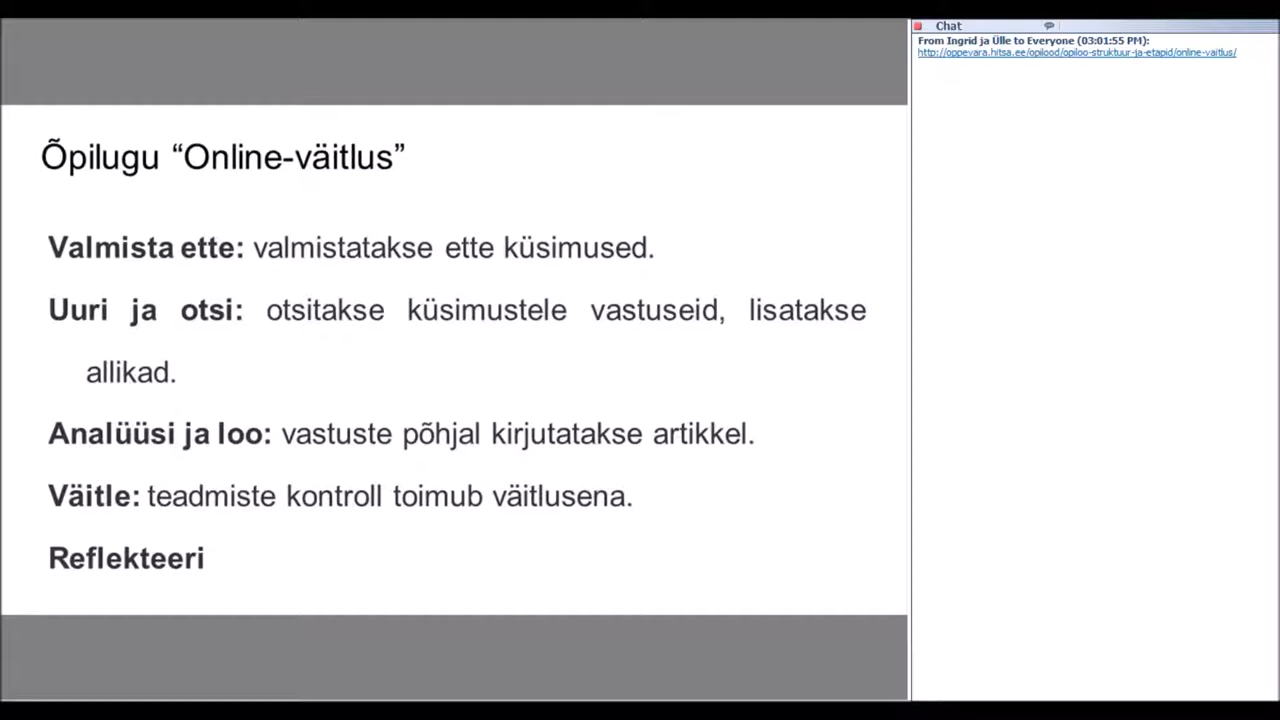 Õpilugu “Online-väitlus”
Valmista ette: valmistatakse ette küsimused.
Uuri ja otsi: otsitakse küsimustele vastuseid, lisatakse
allikad.
Analüüsi ja loo: vastuste põhjal kirjutatakse artikkel.
Väitle: teadmiste kontroll toimub väitlusena.
Reflekteeri
Chat
From Ingrid ja Ülle to Everyone (03:01:55 PM):
http://oppevara.hitsa.ee/opilood/opiloo-struktuur-ja-etapid/online-vaitlus/